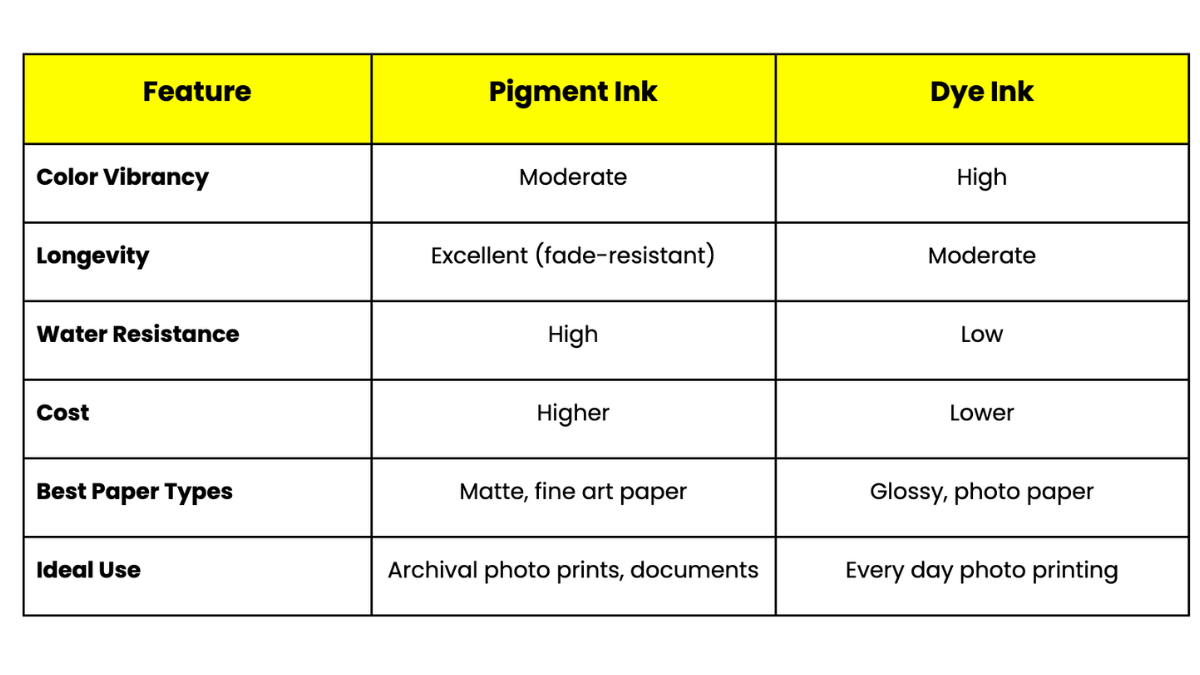 Feature Pigment Ink Dye Ink
Color Vibrancy Moderate High
Longevity Excellent (fade-resistant) Moderate
Water Resistance High Low
Cost Higher Lower
Best Paper Types Matte, fine art paper Glossy, photo paper
Ideal Use Archival photo prints, documents Every day photo printing